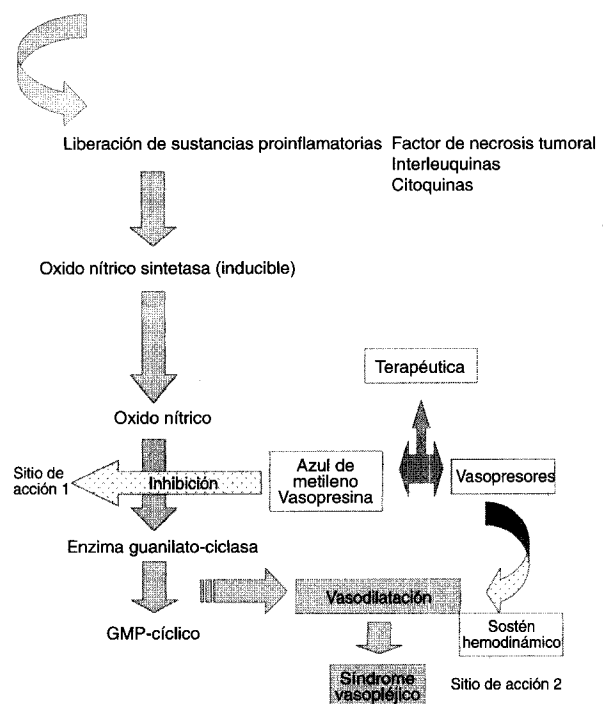 Liberación de sustancias proinflamatorias
Factor de necrosis tumoral
Interleuquinas
Citoquinas
Oxido nítrico sintetasa (inducible)
Terapéutica
Oxido nítrico
Sitio de
acción 1
Inhibición
Azul de
metileno
Vasopresina
Vasopresores
Enzima guanilato-ciclasa
Vasodilatación
GMP-cíclico
Sostén
hemodinámico
Síndrome
vasopléjico
Sitio de acción 2